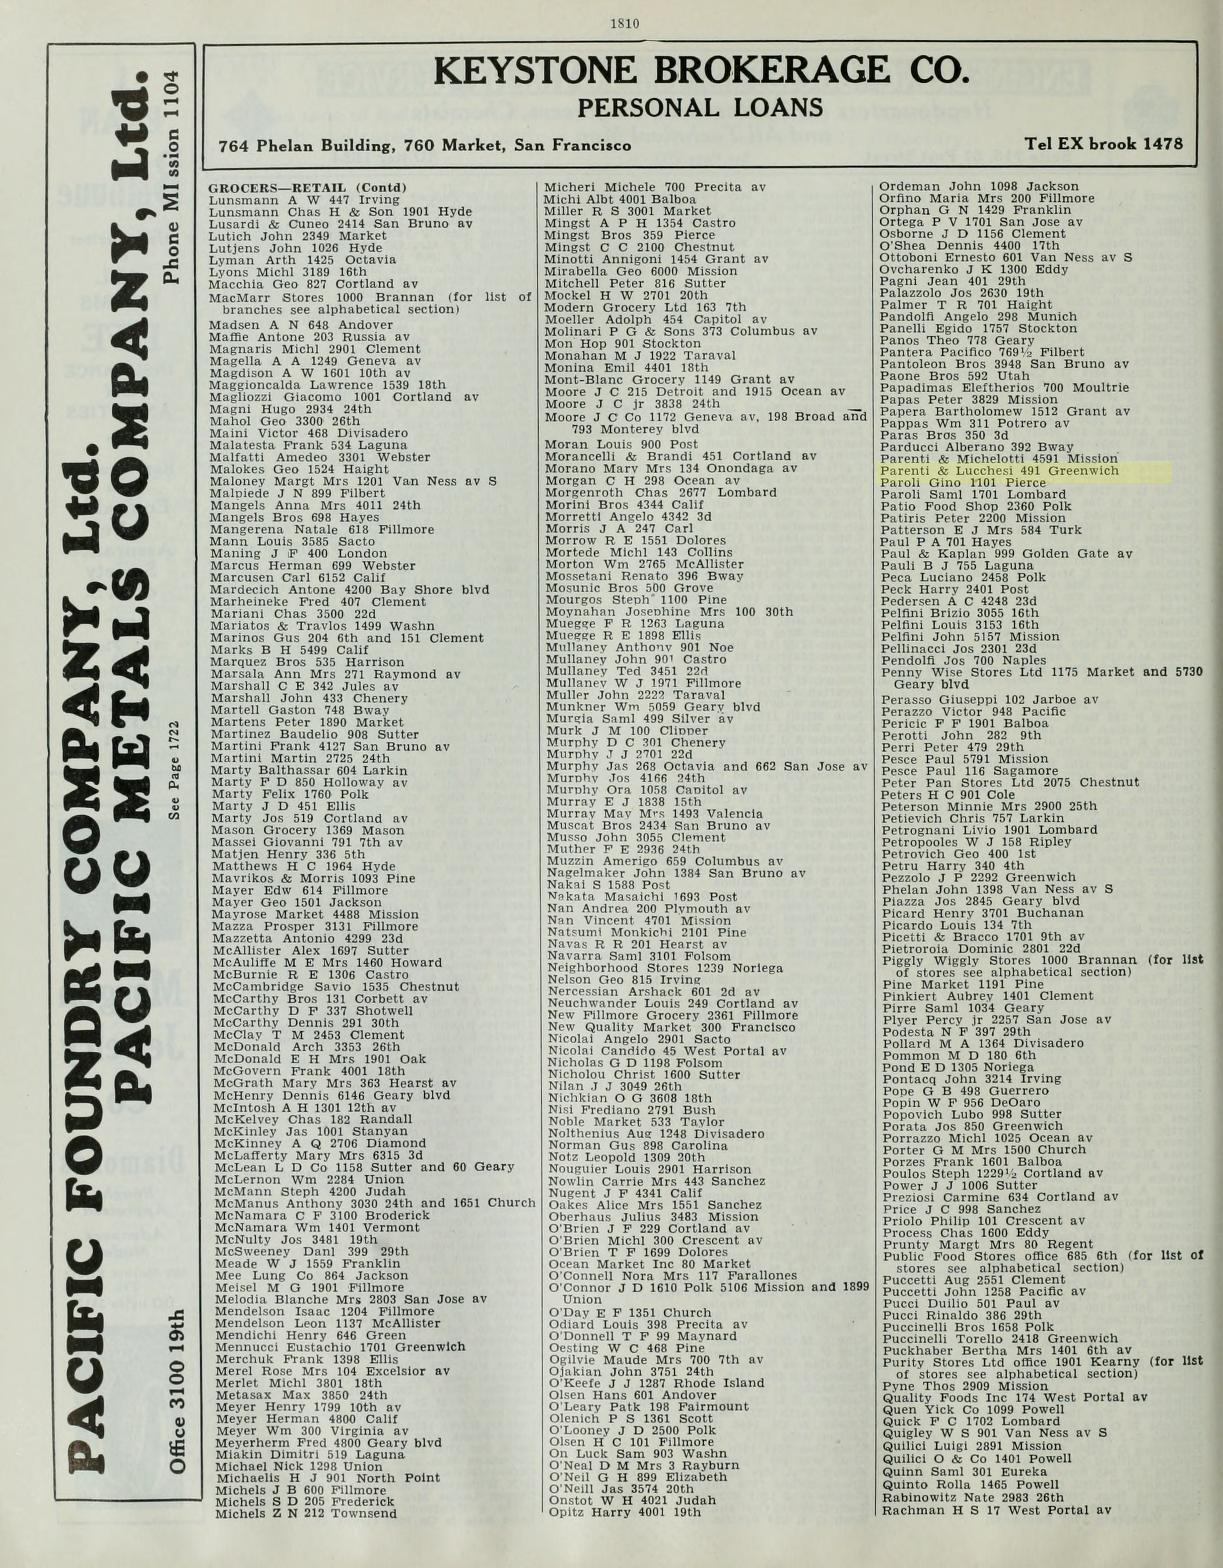 1810
PACIFIC FOUNDRY COMPANY, Ltd.
PACIFIC METALS COMPANY, Ltd.
Office 3100 19th
See Page 1722
Phone MI ssion 1104
KEYSTONE BROKERAGE CO.
PERSONAL LOANS
764 Phelan Building, 760 Market, San Francisco
Tel EX brook 1478
GROCERS—RETAIL (Contd)
Lunsmann A W 447 Irving
Lunsmann Chas H & Son 1901 Hyde
Lusardi & Cuneo 2414 San Bruno av
Lutich John 2349 Market
Lutjens John 1026 Hyde
Lyman Arth 1425 Octavia
Lyons Michl 3189 16th
Macchia Geo 827 Cortland av
MacMarr Stores 1000 Brannan (for list of
branches see alphabetical section)
Madsen A N 648 Andover
Maffie Antone 203 Russia av
Magnaris Michl 2901 Clement
Magella A A 1249 Geneva av
Magdison A W 1601 10th av
Maggioncalda Lawrence 1539 18th
Magliozzi Giacomo 1001 Cortland av
Magni Hugo 2934 24th
Mahol Geo 3300 26th
Maini Victor 468 Divisadero
Malatesta Frank 534 Laguna
Malfatti Amedeo 3301 Webster
Malokes Geo 1524 Haight
Maloney Margt Mrs 1201 Van Ness av S
Malpiede J N 899 Filbert
Mangels Anna Mrs 4011 24th
Mangels Bros 698 Hayes
Mangerena Natale 618 Fillmore
Mann Louis 3585 Sacto
Maning J F 400 London
Marcus Herman 699 Webster
Marcusen Carl 6152 Calif
Mardecich Antone 4200 Bay Shore blvd
Marheineke Fred 407 Clement
Mariani Chas 3500 22d
Mariatos & Travlos 1499 Washn
Marinos Gus 204 6th and 151 Clement
Marks B H 5499 Calif
Marquez Bros 535 Harrison
Marsala Ann Mrs 271 Raymond av
Marshall C E 342 Jules av
Marshall John 433 Chenery
Martell Gaston 748 Bway
Martens Peter 1890 Market
Martinez Baudelio 908 Sutter
Martini Frank 4127 San Bruno av
Martini Martin 2725 24th
Marty Balthassar 604 Larkin
Marty F D 850 Holloway av
Marty Felix 1760 Polk
Marty J D 451 Ellis
Marty Jos 519 Cortland av
Mason Grocery 1369 Mason
Massei Giovanni 791 7th av
Matjen Henry 336 5th
Matthews H C 1964 Hyde
Mavrikos & Morris 1093 Pine
Mayer Edw 614 Fillmore
Mayer Geo 1501 Jackson
Mayrose Market 4488 Mission
Mazza Prosper 3131 Fillmore
Mazzetta Antonio 4299 23d
McAllister Alex 1697 Sutter
McAuliffe M E Mrs 1460 Howard
McBurnie R E 1306 Castro
McCambridge Savio 1535 Chestnut
McCarthy Bros 131 Corbett av
McCarthy D F 337 Shotwell
McCarthy Dennis 291 30th
McClay T M 2453 Clement
McDonald Arch 3353 26th
McDonald E H Mrs 1901 Oak
McGovern Frank 4001 18th
McGrath Mary Mrs 363 Hearst av
McHenry Dennis 6146 Geary blvd
McIntosh A H 1301 12th av
McKelvey Chas 182 Randall
McKinley Jas 1001 Stanyan
McKinney A Q 2706 Diamond
McLafferty Mary Mrs 6315 3d
McLean L D Co 1158 Sutter and 60 Geary
McLernon Wm 2284 Union
McMann Steph 4200 Judah
McManus Anthony 3030 24th and 1651 Church
McNamara C F 3100 Broderick
McNamara Wm 1401 Vermont
McNulty Jos 3481 19th
McSweeney Danl 399 29th
Meade W J 1559 Franklin
Mee Lung Co 864 Jackson
Meisel M G 1901 Fillmore
Melodia Blanche Mrs 2803 San Jose av
Mendelson Isaac 1204 Fillmore
Mendelson Leon 1137 McAllister
Mendichi Henry 646 Green
Mennucci Eustachio 1701 Greenwich
Merchuk Frank 1398 Ellis
Merel Rose Mrs 104 Excelsior av
Merlet Michl 3801 18th
Metasax Max 3850 24th
Meyer Henry 1799 10th av
Meyer Herman 4800 Calif
Meyer Wm 300 Virginia av
Meyerherm Fred 4800 Geary blvd
Miakin Dimitri 519 Laguna
Michael Nick 1298 Union
Michaelis H J 901 North Point
Michels J B 600 Fillmore
Michels S D 205 Frederick
Michels Z N 212 Townsend
Micheri Michele 700 Precita av
Michi Albt 4001 Balboa
Miller R S 3001 Market
Mingst A P H 1354 Castro
Mingst Bros 359 Pierce
Mingst C C 2100 Chestnut
Minotti Annigoni 1454 Grant av
Mirabella Geo 6000 Mission
Mitchell Peter 816 Sutter
Mockel H W 2701 20th
Modern Grocery Ltd 163 7th
Moeller Adolph 454 Capitol av
Molinari P G & Sons 373 Columbus av
Mon Hop 901 Stockton
Monahan M J 1922 Taraval
Monina Emil 4401 18th
Mont-Blanc Grocery 1149 Grant av
Moore J C 215 Detroit and 1915 Ocean av
Moore J C jr 3838 24th
Moore J C Co 1172 Geneva av, 198 Broad and
793 Monterey blvd
Moran Louis 900 Post
Morancelli & Brandi 451 Cortland av
Morano Mary Mrs 134 Onondaga av
Morgan C H 298 Ocean av
Morgenroth Chas 2677 Lombard
Morini Bros 4344 Calif
Morretti Angelo 4342 3d
Morris J A 247 Carl
Morrow R E 1551 Dolores
Mortede Michl 143 Collins
Morton Wm 2765 McAllister
Mossetani Renato 396 Bway
Mosunic Bros 500 Grove
Mourgos Steph 1100 Pine
Moynahan Josephine Mrs 100 30th
Muegge F R 1263 Laguna
Muegge R E 1898 Ellis
Mullaney Anthony 901 Noe
Mullaney John 901 Castro
Mullaney Ted 3451 22d
Mullaney W J 1971 Fillmore
Muller John 2222 Taraval
Munkner Wm 5059 Geary blvd
Murgia Saml 499 Silver av
Murk J M 100 Clipper
Murphy D C 301 Chenery
Murphy J J 2701 22d
Murphy Jas 268 Octavia and 662 San Jose av
Murphy Jos 4166 24th
Murphy Ora 1058 Capitol av
Murray E J 1838 15th
Murray May Mrs 1493 Valencia
Muscat Bros 2434 San Bruno av
Musso John 3055 Clement
Muther F E 2936 24th
Muzzin Amerigo 659 Columbus av
Nagelmaker John 1384 San Bruno av
Nakai S 1588 Post
Nakata Masaichi 1693 Post
Nan Andrea 200 Plymouth av
Nan Vincent 4701 Mission
Natsumi Monkichi 2101 Pine
Navas R R 201 Hearst av
Navarra Saml 3101 Folsom
Neighborhood Stores 1239 Noriega
Nelson Geo 815 Irving
Nercessian Arshack 601 2d av
Neuchwander Louis 249 Cortland av
New Fillmore Grocery 2361 Fillmore
New Quality Market 300 Francisco
Nicolai Angelo 2901 Sacto
Nicolai Candido 45 West Portal av
Nicholas G D 1198 Folsom
Nicholou Christ 1600 Sutter
Nilan J J 3049 26th
Nichkian O G 3608 18th
Nisi Frediano 2791 Bush
Noble Market 533 Taylor
Nolthenius Aug 1248 Divisadero
Norman Gus 898 Carolina
Notz Leopold 1309 20th
Nouguier Louis 2901 Harrison
Nowlin Carrie Mrs 443 Sanchez
Nugent J F 4341 Calif
Oakes Alice Mrs 1551 Sanchez
Oberhaus Julius 3483 Mission
O'Brien J F 229 Cortland av
O'Brien Michl 300 Crescent av
O'Brien T F 1699 Dolores
Ocean Market Inc 80 Market
O'Connell Nora Mrs 117 Farallones
O'Connor J D 1610 Polk 5106 Mission and 1899
Union
O'Day E F 1351 Church
Odiard Louis 398 Precita av
O'Donnell T F 99 Maynard
Oesting W C 468 Pine
Ogilvie Maude Mrs 700 7th av
Ojakian John 3751 24th
O'Keefe J J 1287 Rhode Island
Olsen Hans 601 Andover
O'Leary Patk 198 Fairmount
Olenich P S 1361 Scott
O'Looney J D 2500 Polk
Olsen H C 101 Fillmore
On Luck Sam 903 Washn
O'Neal D M Mrs 3 Rayburn
O'Neil G H 899 Elizabeth
O'Neill Jas 3574 20th
Onstot W H 4021 Judah
Opitz Harry 4001 19th
Ordeman John 1098 Jackson
Orfino Maria Mrs 200 Fillmore
Orphan G N 1429 Franklin
Ortega P V 1701 San Jose av
Osborne J D 1156 Clement
O'Shea Dennis 4400 17th
Ottoboni Ernesto 601 Van Ness av S
Ovcharenko J K 1300 Eddy
Pagni Jean 401 29th
Palazzolo Jos 2630 19th
Palmer T R 701 Haight
Pandolfi Angelo 298 Munich
Panelli Egido 1757 Stockton
Panos Theo 778 Geary
Pantera Pacifico 769½ Filbert
Pantoleon Bros 3948 San Bruno av
Paone Bros 592 Utah
Papadimas Eleftherios 700 Moultrie
Papas Peter 3829 Mission
Papera Bartholomew 1512 Grant av
Pappas Wm 311 Potrero av
Paras Bros 350 3d
Parducci Alberano 392 Bway
Parenti & Michelotti 4591 Mission
Parenti & Lucchesi 491 Greenwich
Paroli Gino 1101 Pierce
Paroli Saml 1701 Lombard
Patio Food Shop 2360 Polk
Patiris Peter 2200 Mission
Patterson E J Mrs 584 Turk
Paul P A 701 Hayes
Paul & Kaplan 999 Golden Gate av
Pauli B J 755 Laguna
Peca Luciano 2458 Polk
Peck Harry 2401 Post
Pedersen A C 4248 23d
Pelfini Brizio 3055 16th
Pelfini Louis 3153 16th
Pelfini John 5157 Mission
Pellinacci Jos 2301 23d
Pendolfi Jos 700 Naples
Penny Wise Stores Ltd 1175 Market and 5730
Geary blvd
Perasso Giuseppi 102 Jarboe av
Perazzo Victor 948 Pacific
Pericic F F 1901 Balboa
Perotti John 282 9th
Perri Peter 479 29th
Pesce Paul 5791 Mission
Pesce Paul 116 Sagamore
Peter Pan Stores Ltd 2075 Chestnut
Peters H C 901 Cole
Peterson Minnie Mrs 2900 25th
Petievich Chris 757 Larkin
Petrognani Livio 1901 Lombard
Petropooles W J 158 Ripley
Petrovich Geo 400 1st
Petru Harry 340 4th
Pezzolo J P 2292 Greenwich
Phelan John 1398 Van Ness av S
Piazza Jos 2845 Geary blvd
Picard Henry 3701 Buchanan
Picardo Louis 134 7th
Picetti & Bracco 1701 9th av
Pietroroia Dominic 2801 22d
Piggly Wiggly Stores 1000 Brannan (for list
of stores see alphabetical section)
Pine Market 1191 Pine
Pinkiert Aubrey 1401 Clement
Pirre Saml 1034 Geary
Plyer Percy jr 2257 San Jose av
Podesta N F 397 29th
Pollard M A 1364 Divisadero
Pommon M D 180 6th
Pond E D 1305 Noriega
Pontacq John 3214 Irving
Pope G B 498 Guerrero
Popin W F 956 DeOaro
Popovich Lubo 998 Sutter
Porata Jos 850 Greenwich
Porrazzo Michl 1025 Ocean av
Porter G M Mrs 1500 Church
Porzes Frank 1601 Balboa
Poulos Steph 1229½ Cortland av
Power J J 1006 Sutter
Preziosi Carmine 634 Cortland av
Price J C 998 Sanchez
Priolo Philip 101 Crescent av
Process Chas 1600 Eddy
Prunty Margt Mrs 80 Regent
Public Food Stores office 685 6th (for list of
stores see alphabetical section)
Puccetti Aug 2551 Clement
Puccetti John 1258 Pacific av
Pucci Duilio 501 Paul av
Pucci Rinaldo 386 29th
Puccinelli Bros 1658 Polk
Puccinelli Torello 2418 Greenwich
Puckhaber Bertha Mrs 1401 6th av
Purity Stores Ltd office 1901 Kearny (for list
of stores see alphabetical section)
Pyne Thos 2909 Mission
Quality Foods Inc 174 West Portal av
Quen Yick Co 1099 Powell
Quick F C 1702 Lombard
Quigley W S 901 Van Ness av S
Quilici Luigi 2891 Mission
Quilici O & Co 1401 Powell
Quinn Saml 301 Eureka
Quinto Rolla 1465 Powell
Rabinowitz Nate 2983 26th
Rachman H S 17 West Portal av